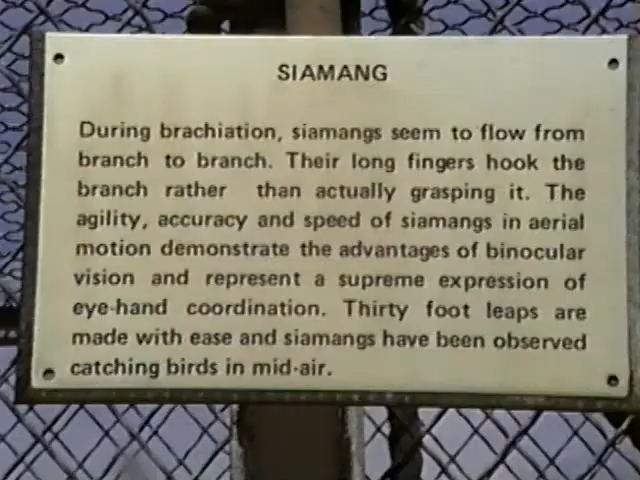 SIAMANG
During brachiation, siamangs seem to flow from
branch to branch. Their long fingers hook the
branch rather than actually grasping it. The
agility, accuracy and speed of siamangs in aerial
motion demonstrate the advantages of binocular
vision and represent a supreme expression of
eye-hand coordination. Thirty foot leaps are
made with ease and siamangs have been observed
catching birds in mid-air.